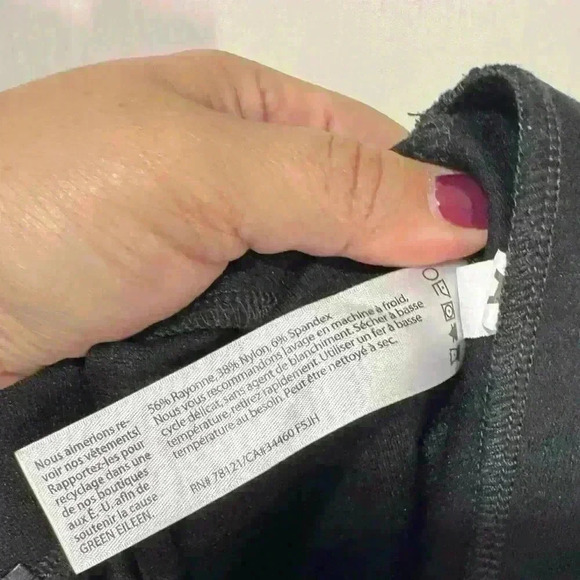 56% Rayonne, 38% Nylon, 6% Spandex
Nous vous recommandons lavage en machine à froid,
cycle délicat, sans agent de blanchiment. Sécher à basse
température, retirez rapidement. Utiliser un fer à basse
température au besoin. Peut être nettoyé à sec.
RN# 78121/CA#34460 F5JH
Nous aimerions re-
voir nos vêtements!
Rapportez-les pour
recyclage dans une
de nos boutiques
aux É.-U. afin de
soutenir la cause
GREEN EILEEN.